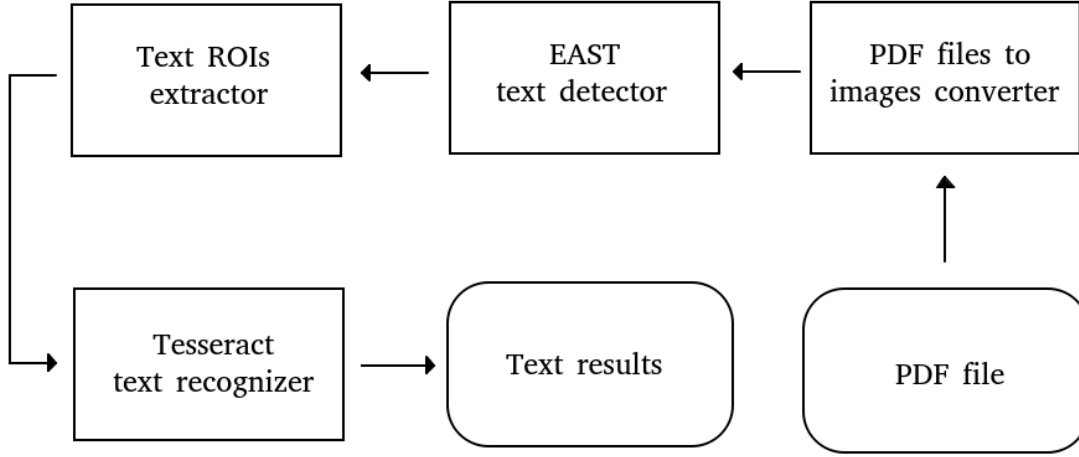 Text ROIs
extractor
EAST
text detector
PDF files to
images converter
Tesseract
text recognizer
Text results
PDF file